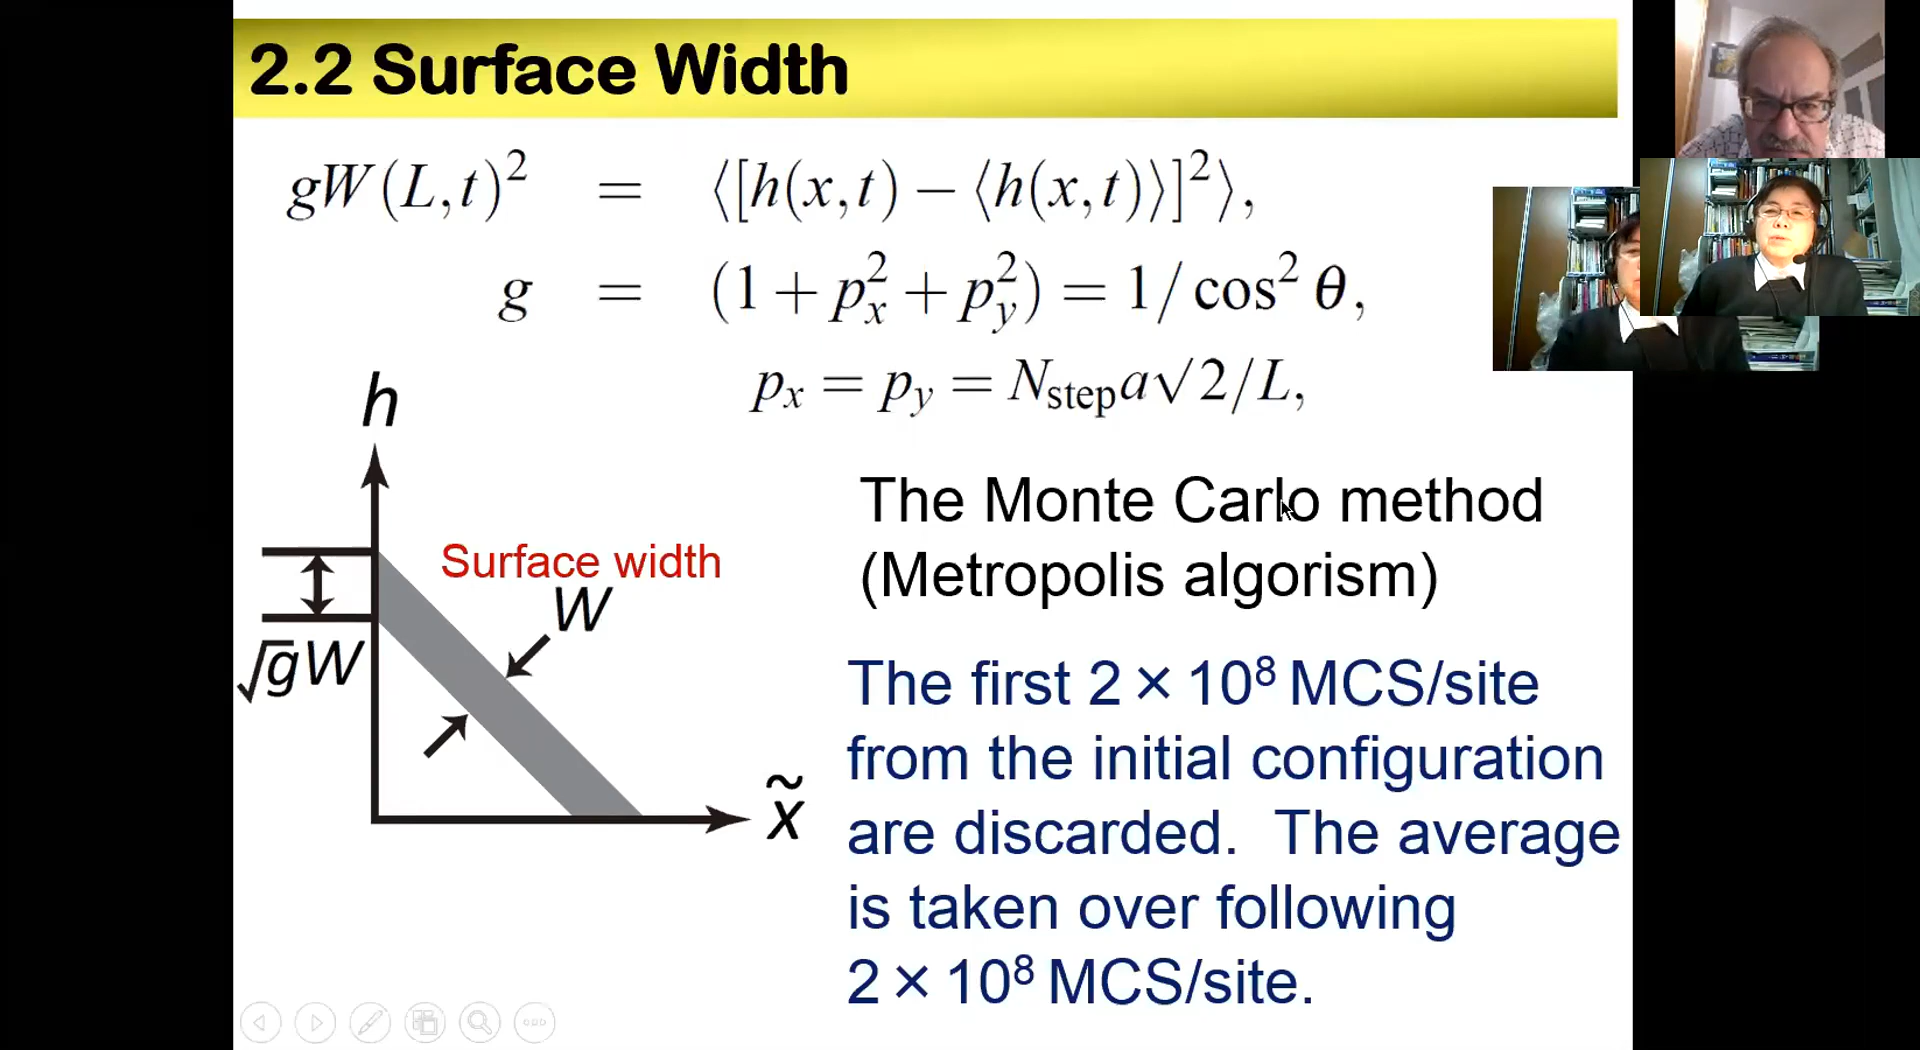 2.2 Surface Width
gW(L,t)² = ⟨[h(x,t) − ⟨h(x,t)⟩]²⟩,
g = (1 + pₓ² + p_y²) = 1/cos² θ,
pₓ = p_y = N_step a√2/L,
h
Surface width
W
√gW
x̃
The Monte Carlo method
(Metropolis algorism)
The first 2 × 10⁸ MCS/site
from the initial configuration
are discarded. The average
is taken over following
2 × 10⁸ MCS/site.